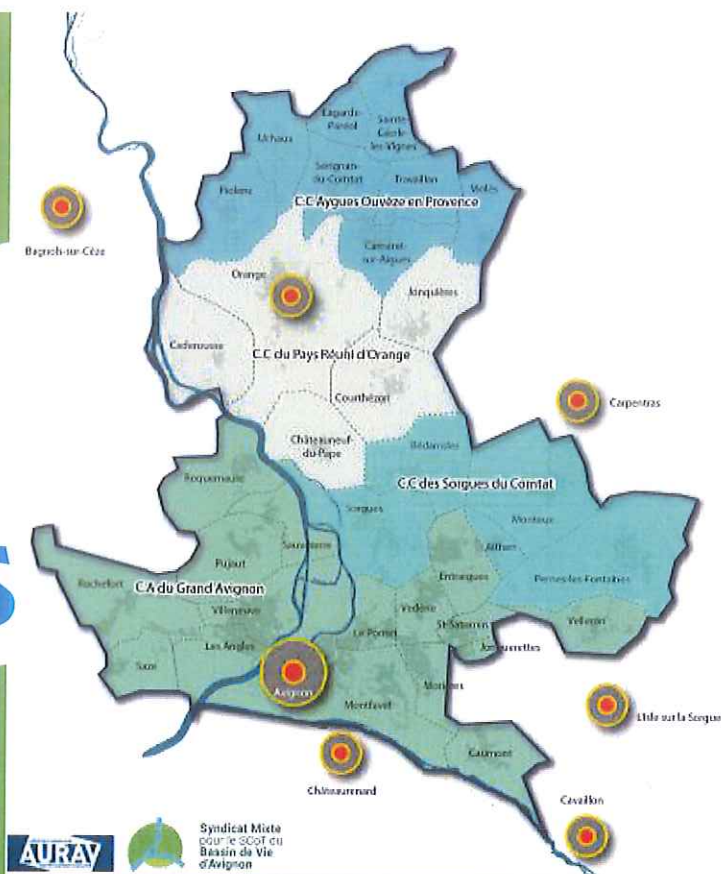 Lagarde-
Paréol
Sainte-
Cécile-
les-Vignes
Uchaux
Sérignan-
du-Comtat
Travaillan
Violès
Piolenc
C.C Aygues Ouvèze en Provence
Bagnols-sur-Cèze
Camaret-
sur-Aigues
Orange
Jonquières
Caderousse
C.C du Pays Réuni d'Orange
Courthézon
Carpentras
Châteauneuf-
du-Pape
Bédarrides
Roquemaure
C.C des Sorgues du Comtat
Sorgues
Monteux
Sauveterre
Althen
Pujaut
Entraigues
Rochefort
C.A du Grand Avignon
Pernes-les-Fontaines
Villeneuve
Vedène
Le Pontet
St-Saturnin
Velleron
Les Angles
Jonquerettes
Saze
Avignon
Morières
Montfavet
L'Isle sur la Sorgue
Caumont
Châteaurenard
Cavaillon
S
AURAV
Syndicat Mixte
pour le SCoT du
Bassin de Vie
d'Avignon